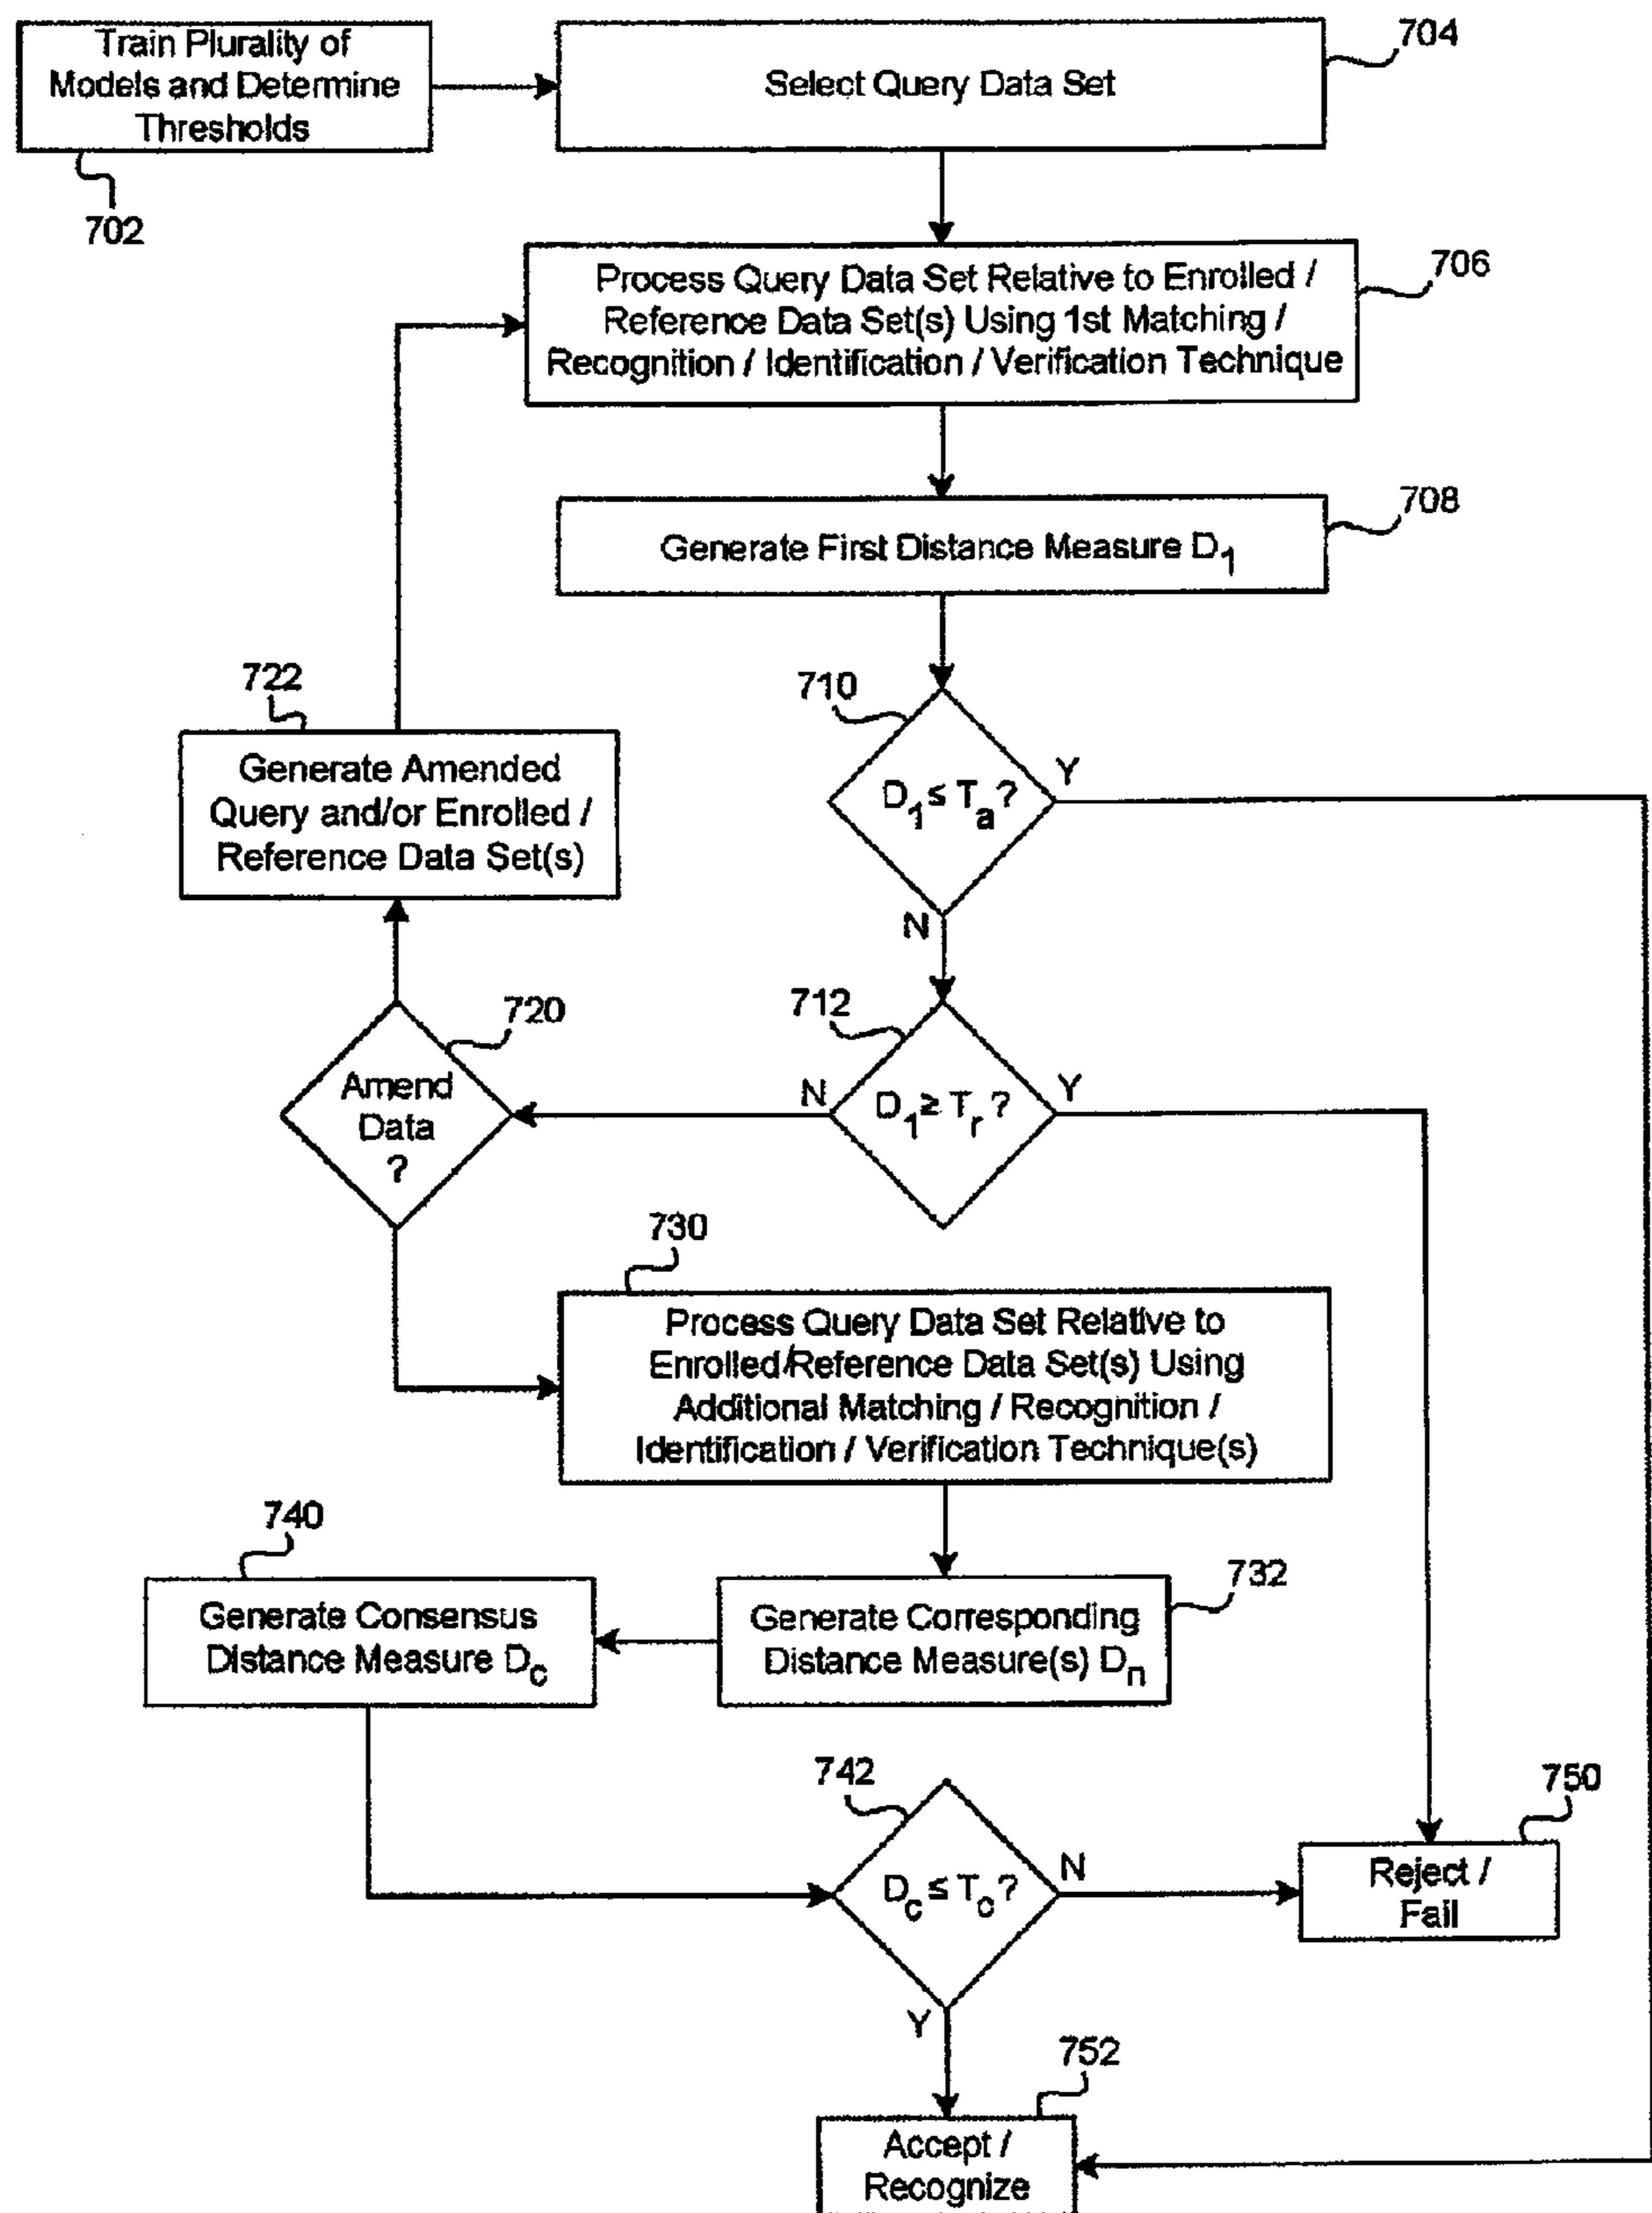 Train Plurality of
Models and Determine
Thresholds
702
Select Query Data Set
704
Process Query Data Set Relative to Enrolled /
Reference Data Set(s) Using 1st Matching /
Recognition / Identification / Verification Technique
706
Generate First Distance Measure D1
708
722
Generate Amended
Query and/or Enrolled /
Reference Data Set(s)
710
D1 ≤ Ta ?
Y
N
720
Amend
Data
?
712
D1 ≥ Tr ?
N
Y
730
Process Query Data Set Relative to
Enrolled/Reference Data Set(s) Using
Additional Matching / Recognition /
Identification / Verification Technique(s)
740
Generate Consensus
Distance Measure Dc
732
Generate Corresponding
Distance Measure(s) Dn
742
Dc ≤ Tc ?
N
Y
750
Reject /
Fail
752
Accept /
Recognize